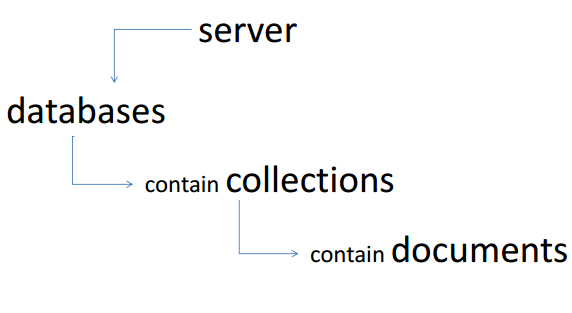 server
databases
contain collections
contain documents